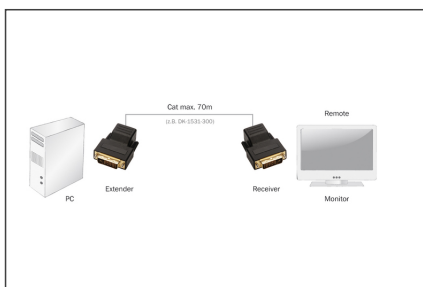 Cat max. 70m
(z.B. DK-1531-300)
Remote
PC
Extender
Receiver
Monitor